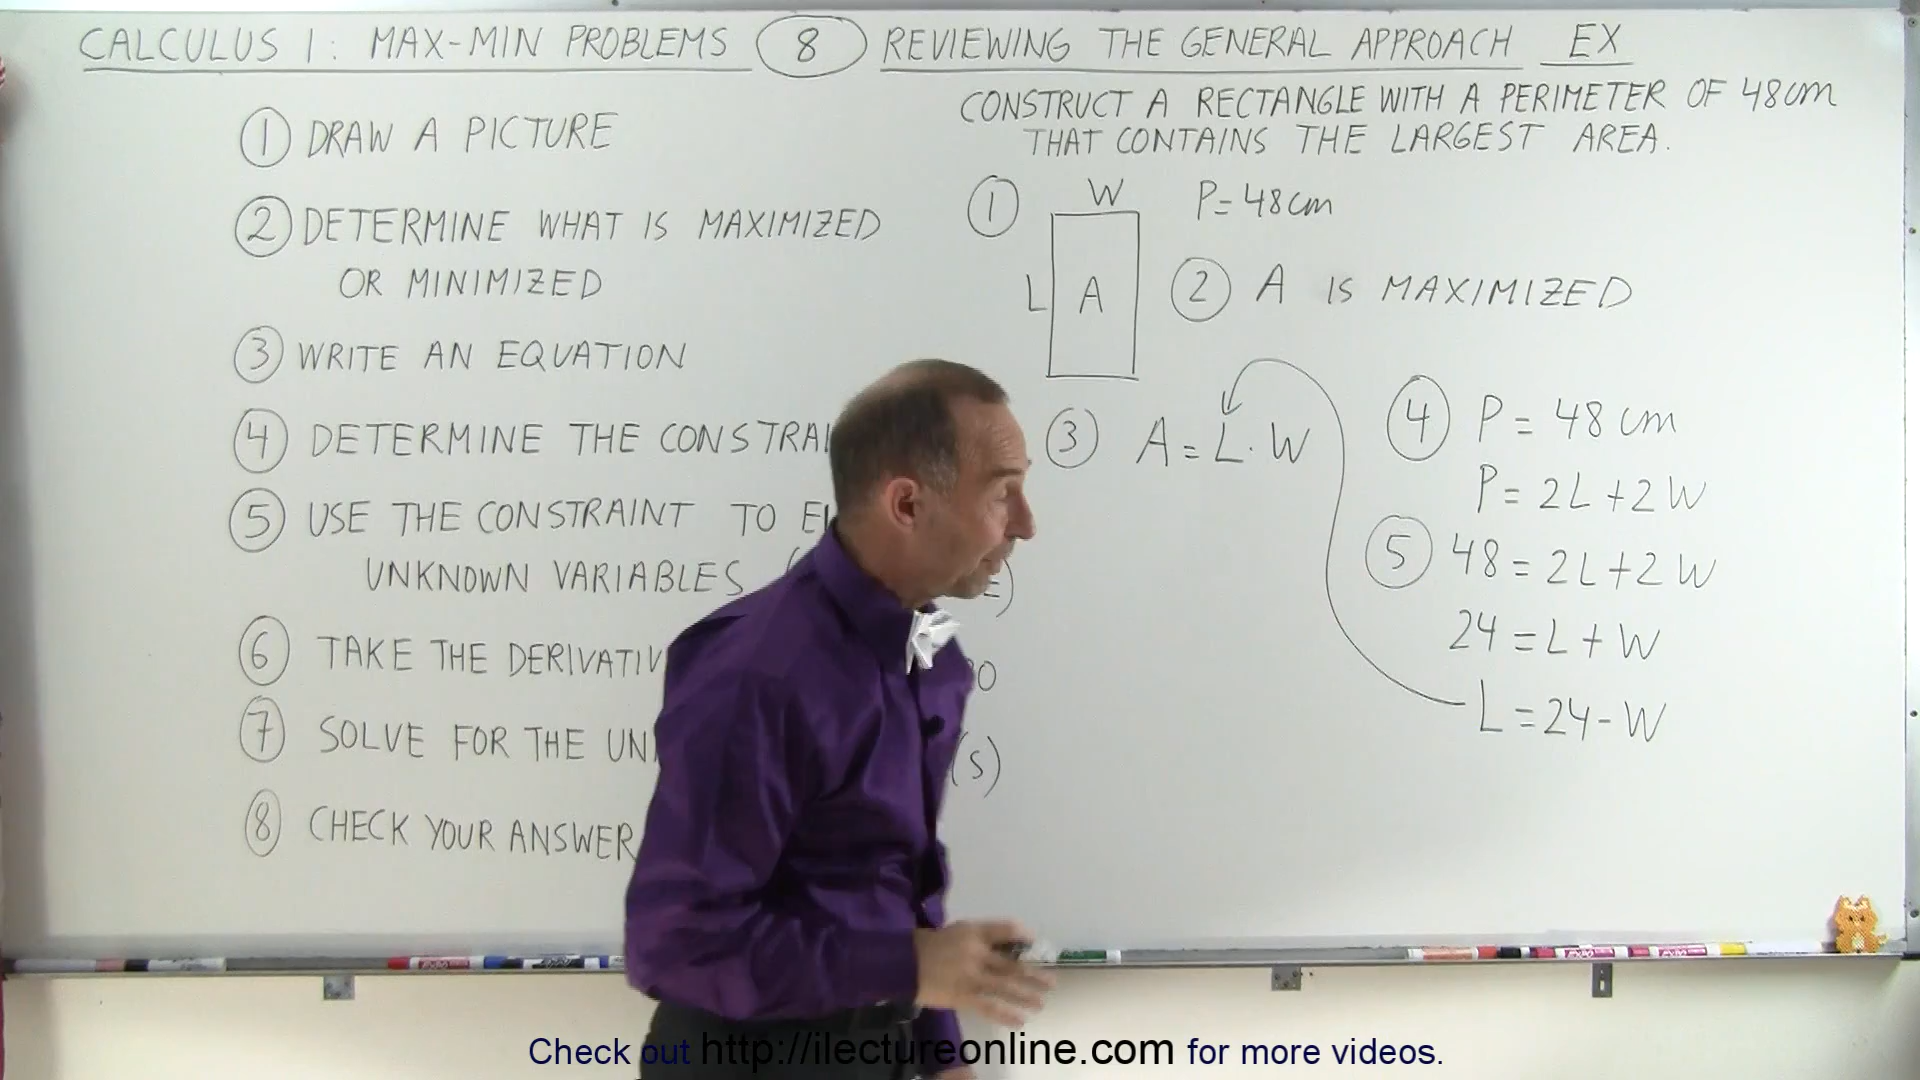 CALCULUS 1: MAX-MIN PROBLEMS 8 REVIEWING THE GENERAL APPROACH EX
1 DRAW A PICTURE
2 DETERMINE WHAT IS MAXIMIZED
OR MINIMIZED
3 WRITE AN EQUATION
4 DETERMINE THE
5 USE THE CONSTRAINT TO
UNKNOWN VARIABLES
6 TAKE THE
7 SOLVE FOR THE
(S)
8 CHECK YOUR ANSWER
CONSTRUCT A RECTANGLE WITH A PERIMETER OF 48cm
THAT CONTAINS THE LARGEST AREA.
1 W P=48cm
L A
2 A IS MAXIMIZED
3 A=L·W
4 P=48cm
P=2L+2W
5 48=2L+2W
24=L+W
L=24-W
Check out http://ilectureonline.com for more videos.